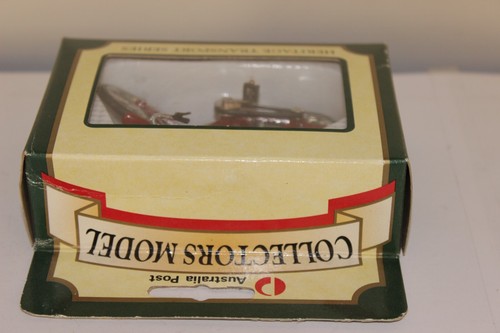 Australia Post
COLLECTORS MODEL
HERITAGE TRANSPORT SERIES